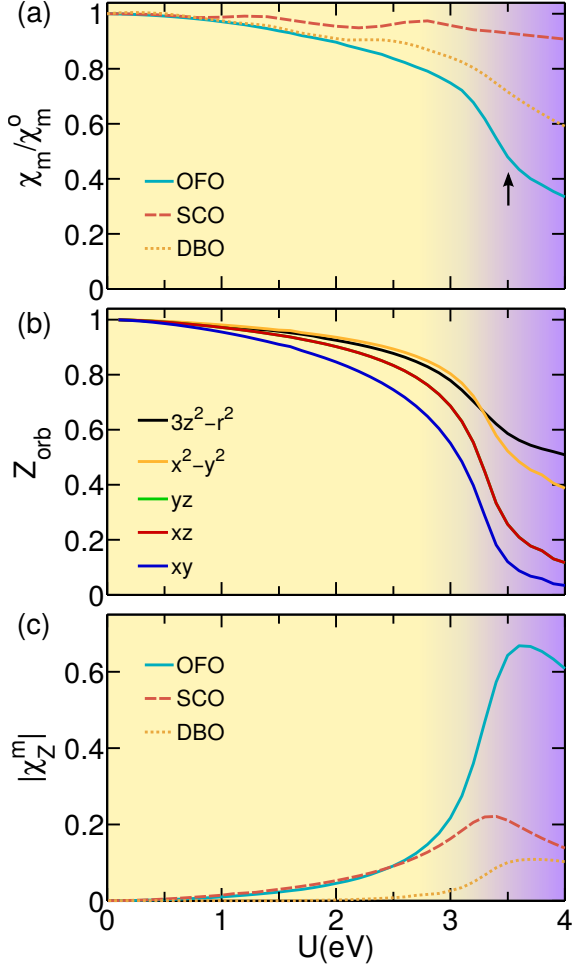 (a)
1
0.8
0.6
0.4
0.2
0
χm/χm^o
OFO
SCO
DBO
(b)
1
0.8
0.6
0.4
0.2
0
Zorb
3z²−r²
x²−y²
yz
xz
xy
(c)
0.6
0.4
0.2
0
|χZ^m|
OFO
SCO
DBO
0 1 2 3 4
U(eV)